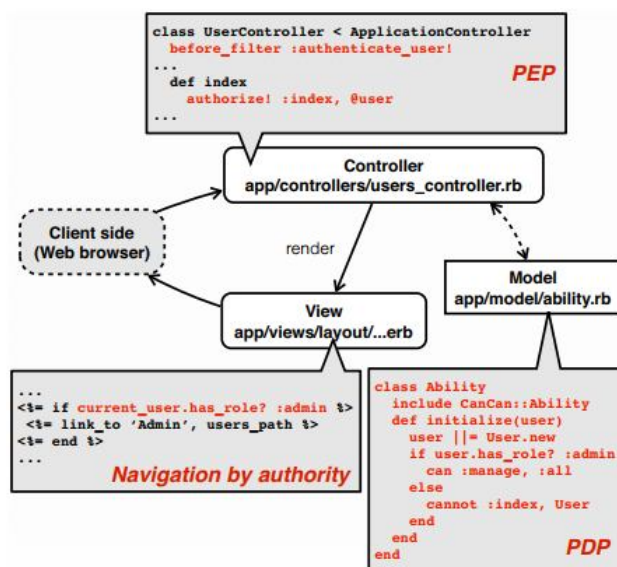 class UserController < ApplicationController
before_filter :authenticate_user!
...
def index
authorize! :index, @user
...
PEP
Controller
app/controllers/users_controller.rb
Client side
(Web browser)
render
Model
app/model/ability.rb
View
app/views/layout/...erb
...
<%= if current_user.has_role? :admin %>
<%= link_to ‘Admin’, users_path %>
<%= end %>
...
Navigation by authority
class Ability
include CanCan::Ability
def initialize(user)
user ||= User.new
if user.has_role? :admin
can :manage, :all
else
cannot :index, User
end
end
end
PDP